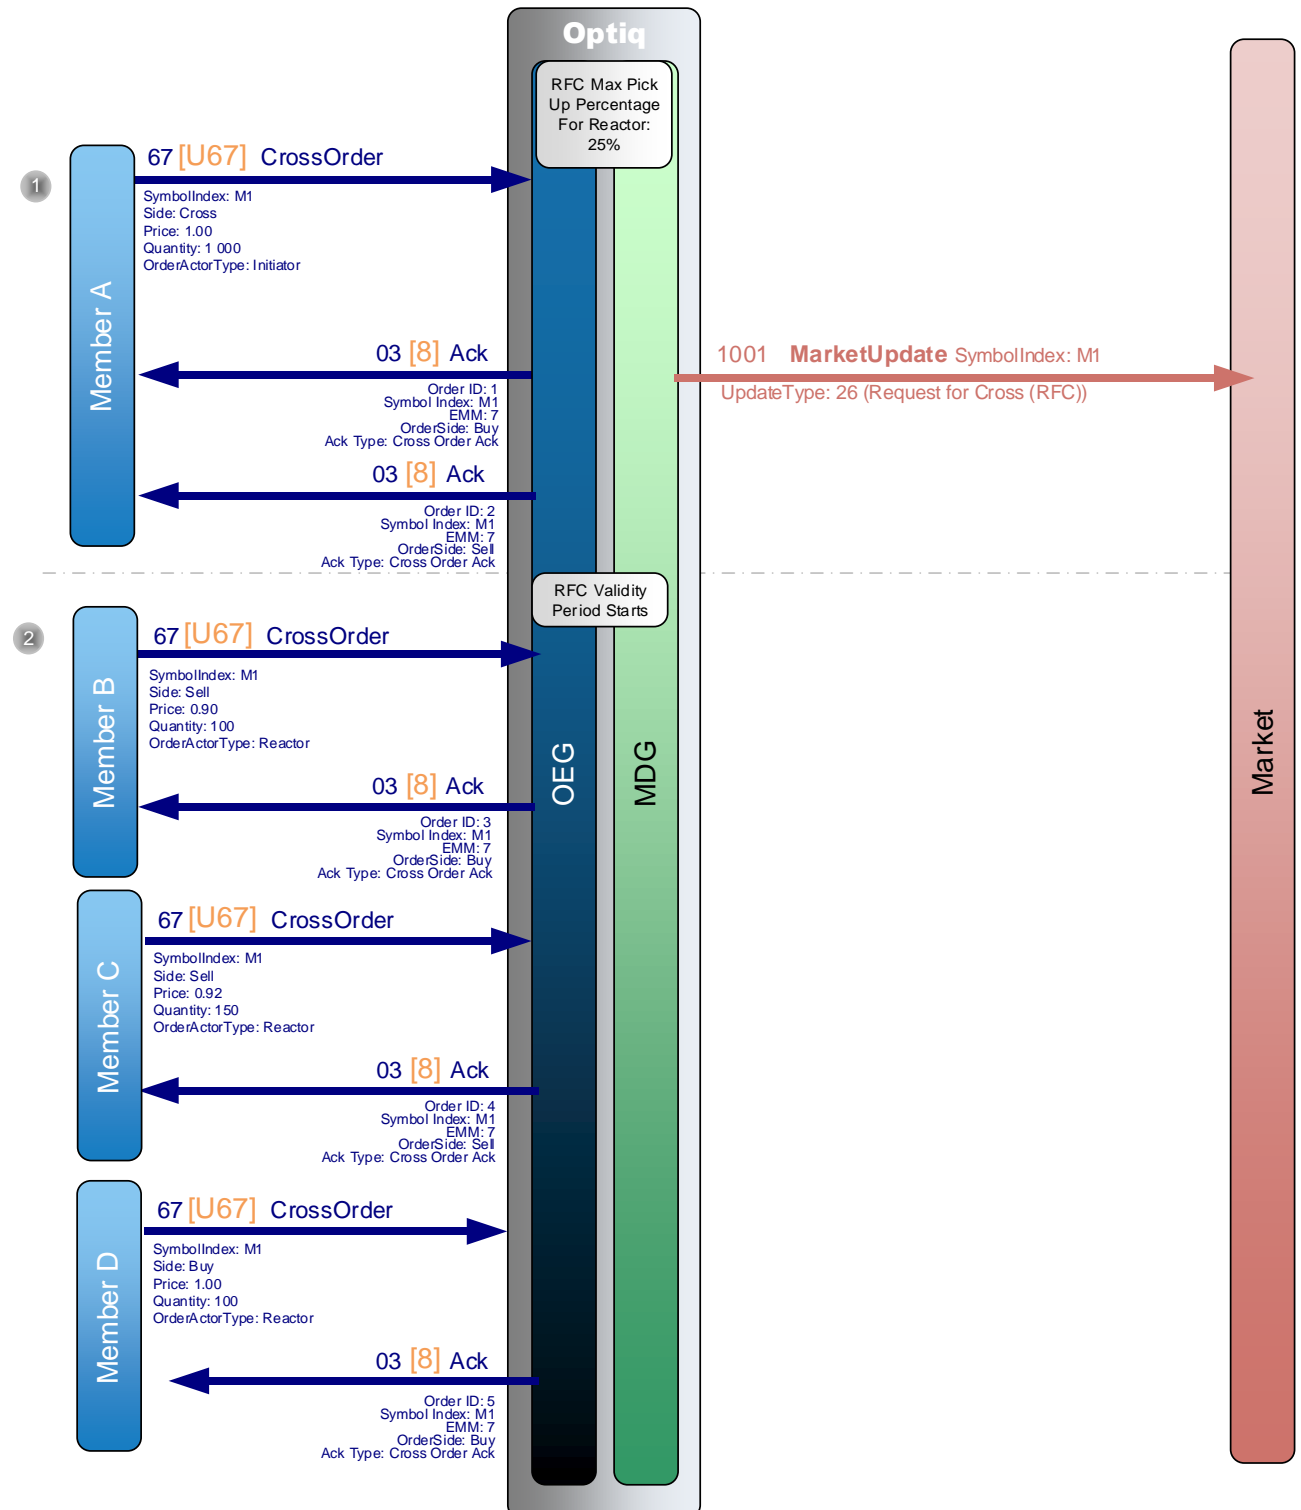 Optiq
RFC Max Pick
Up Percentage
For Reactor:
25%
1
67 [U67] CrossOrder
SymbolIndex: M1
Side: Cross
Price: 1.00
Quantity: 1 000
OrderActorType: Initiator
Member A
03 [8] Ack
Order ID: 1
Symbol Index: M1
EMM: 7
OrderSide: Buy
Ack Type: Cross Order Ack
1001 MarketUpdate SymbolIndex: M1
UpdateType: 26 (Request for Cross (RFC))
03 [8] Ack
Order ID: 2
Symbol Index: M1
EMM: 7
OrderSide: Sell
Ack Type: Cross Order Ack
RFC Validity
Period Starts
2
67 [U67] CrossOrder
SymbolIndex: M1
Side: Sell
Price: 0.90
Quantity: 100
OrderActorType: Reactor
Member B
OEG
MDG
Market
03 [8] Ack
Order ID: 3
Symbol Index: M1
EMM: 7
OrderSide: Buy
Ack Type: Cross Order Ack
67 [U67] CrossOrder
SymbolIndex: M1
Side: Sell
Price: 0.92
Quantity: 150
OrderActorType: Reactor
Member C
03 [8] Ack
Order ID: 4
Symbol Index: M1
EMM: 7
OrderSide: Sell
Ack Type: Cross Order Ack
67 [U67] CrossOrder
SymbolIndex: M1
Side: Buy
Price: 1.00
Quantity: 100
OrderActorType: Reactor
Member D
03 [8] Ack
Order ID: 5
Symbol Index: M1
EMM: 7
OrderSide: Buy
Ack Type: Cross Order Ack